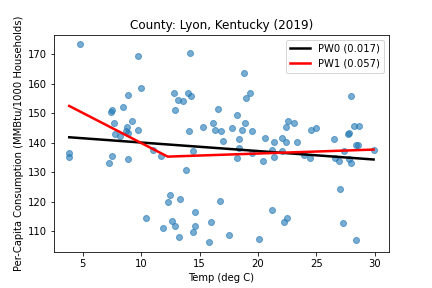 County: Lyon, Kentucky (2019)
PW0 (0.017)
PW1 (0.057)
Per-Capita Consumption (MMBtu/1000 Households)
170
160
150
140
130
120
110
5 10 15 20 25 30
Temp (deg C)